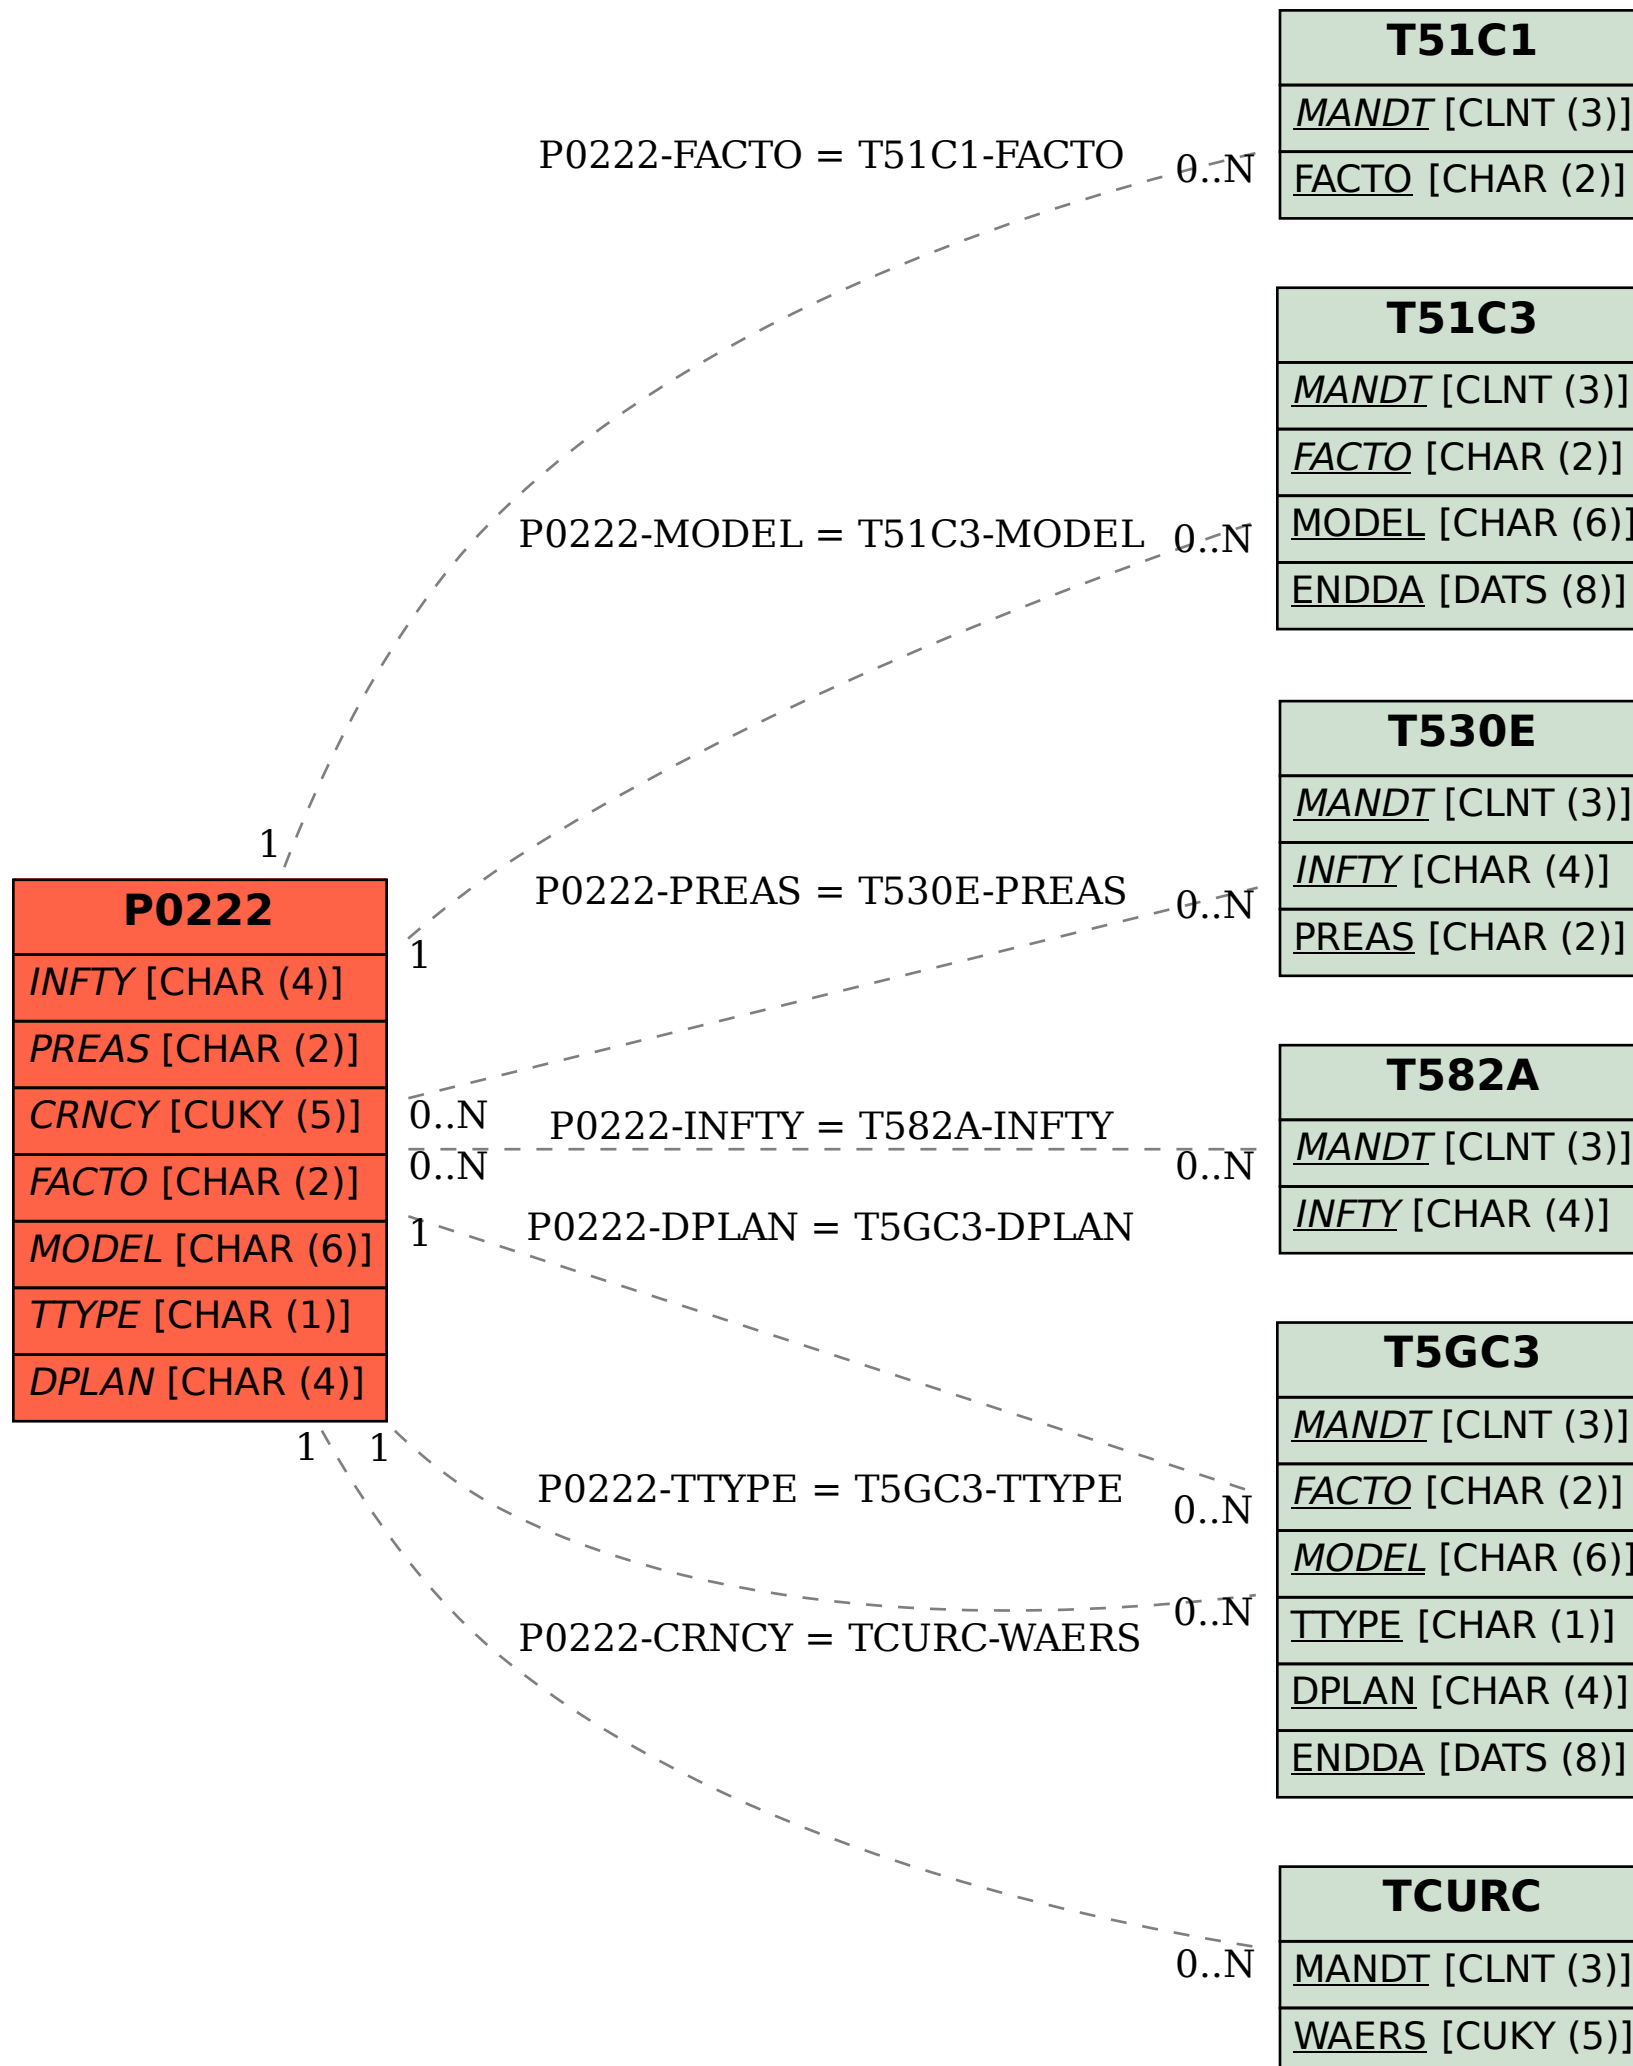 T51C1
MANDT [CLNT (3)]
FACTO [CHAR (2)]
P0222-FACTO = T51C1-FACTO
0..N
1
T51C3
MANDT [CLNT (3)]
FACTO [CHAR (2)]
MODEL [CHAR (6)]
ENDDA [DATS (8)]
P0222-MODEL = T51C3-MODEL
0..N
1
T530E
MANDT [CLNT (3)]
INFTY [CHAR (4)]
PREAS [CHAR (2)]
P0222-PREAS = T530E-PREAS
0..N
0..N
P0222
INFTY [CHAR (4)]
PREAS [CHAR (2)]
CRNCY [CUKY (5)]
FACTO [CHAR (2)]
MODEL [CHAR (6)]
TTYPE [CHAR (1)]
DPLAN [CHAR (4)]
T582A
MANDT [CLNT (3)]
INFTY [CHAR (4)]
P0222-INFTY = T582A-INFTY
0..N
0..N
P0222-DPLAN = T5GC3-DPLAN
1
0..N
T5GC3
MANDT [CLNT (3)]
FACTO [CHAR (2)]
MODEL [CHAR (6)]
TTYPE [CHAR (1)]
DPLAN [CHAR (4)]
ENDDA [DATS (8)]
P0222-TTYPE = T5GC3-TTYPE
1
0..N
P0222-CRNCY = TCURC-WAERS
1
0..N
TCURC
MANDT [CLNT (3)]
WAERS [CUKY (5)]